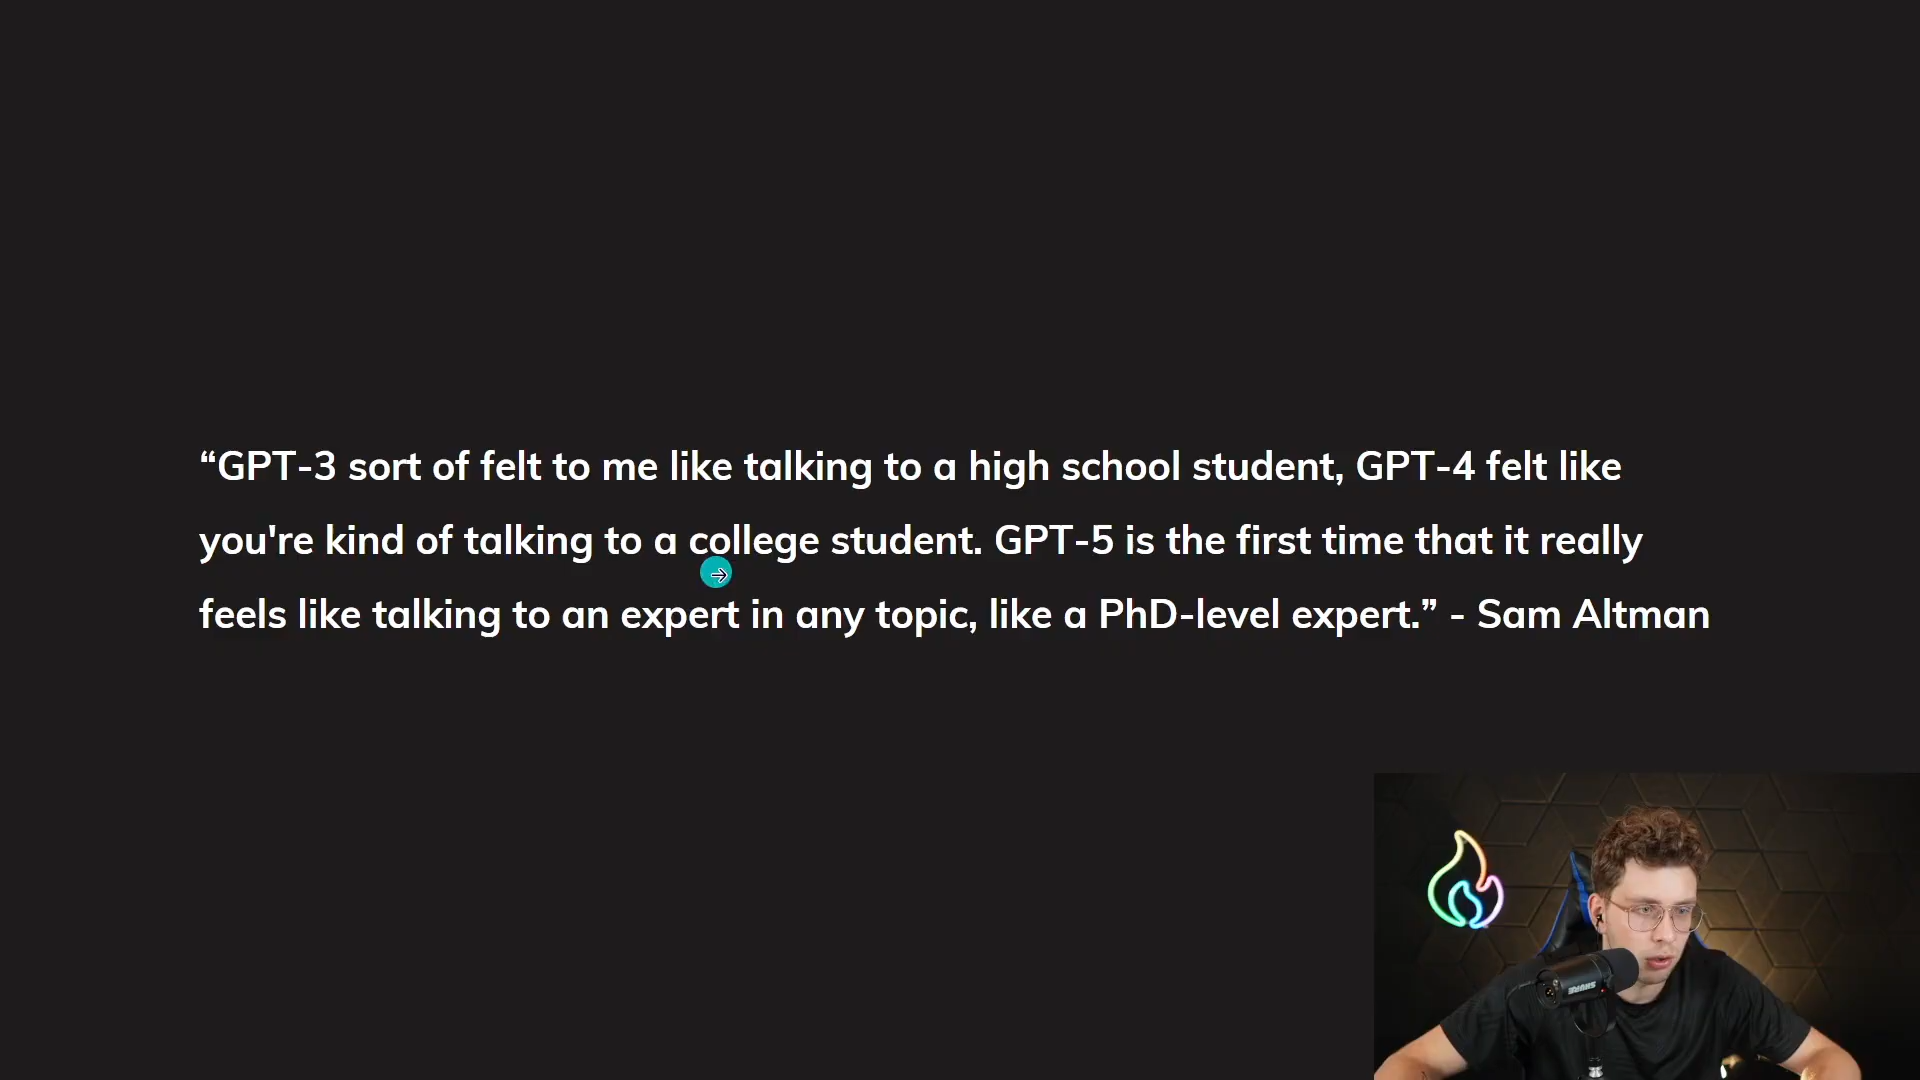 “GPT-3 sort of felt to me like talking to a high school student, GPT-4 felt like
you're kind of talking to a college student. GPT-5 is the first time that it really
feels like talking to an expert in any topic, like a PhD-level expert.” - Sam Altman
SHURE